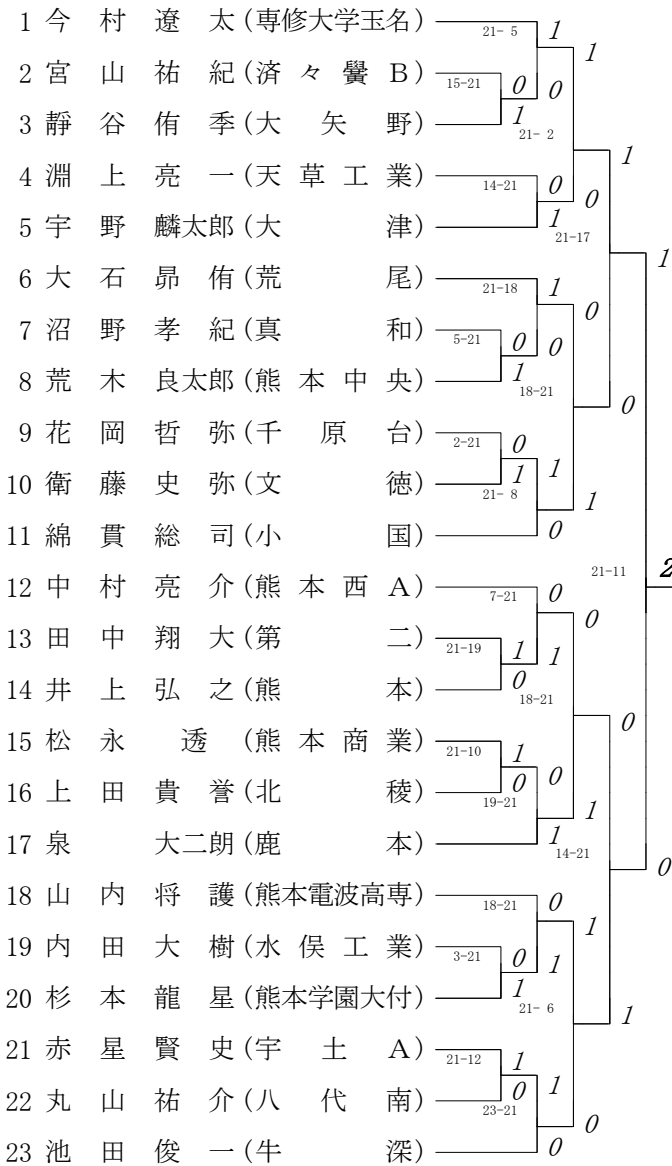 1 今村遼太(専修大学玉名)
21- 5 1 1
2 宮山祐紀(済々黌B)
15-21 0 0
3 靜谷侑季(大矢野)
1 21- 2
1
4 淵上亮一(天草工業)
14-21 0 0
5 宇野麟太郎(大津)
1 21-17
1
6 大石昴侑(荒尾)
21-18 1 0
7 沼野孝紀(真和)
5-21 0 0
8 荒木良太郎(熊本中央)
1 18-21
0
9 花岡哲弥(千原台)
2-21 0
10 衛藤史弥(文徳)
1 21- 8 1 1
11 綿貫総司(小国)
0
21-11 2
12 中村亮介(熊本西A)
7-21 0 0
13 田中翔大(第二)
21-19 1 1
14 井上弘之(熊本)
0 18-21
0
15 松永透(熊本商業)
21-10 1
16 上田貴誉(北稜)
0 19-21 0 1
17 泉大二朗(鹿本)
1 14-21
0
18 山内将護(熊本電波高専)
18-21 0 1
19 内田大樹(水俣工業)
3-21 0 1
20 杉本龍星(熊本学園大付)
1 21- 6
1
21 赤星賢史(宇土A)
21-12 1
22 丸山祐介(八代南)
0 23-21 1 0
23 池田俊一(牛深)
0